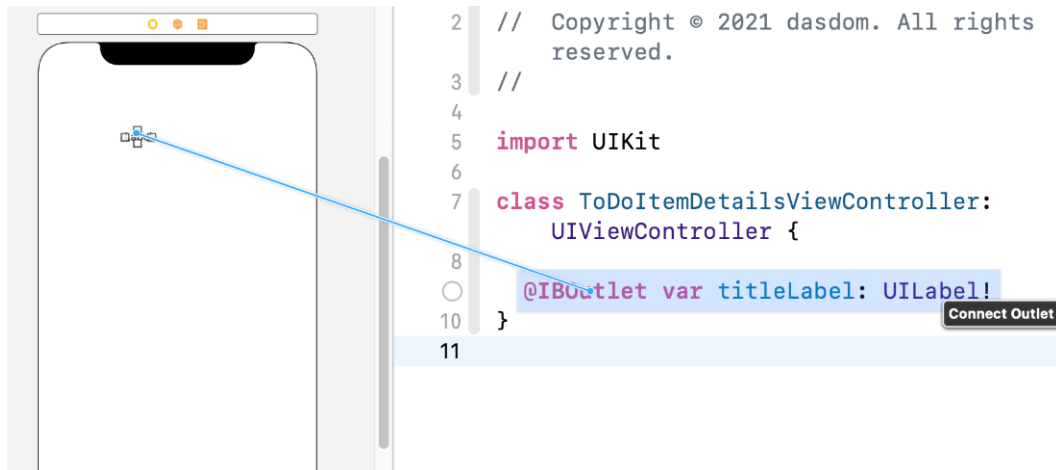 2 // Copyright © 2021 dasdom. All rights
reserved.
3 //
4
5 import UIKit
6
7 class ToDoItemDetailsViewController:
UIViewController {
8
@IBOutlet var titleLabel: UILabel!
Connect Outlet
10 }
11